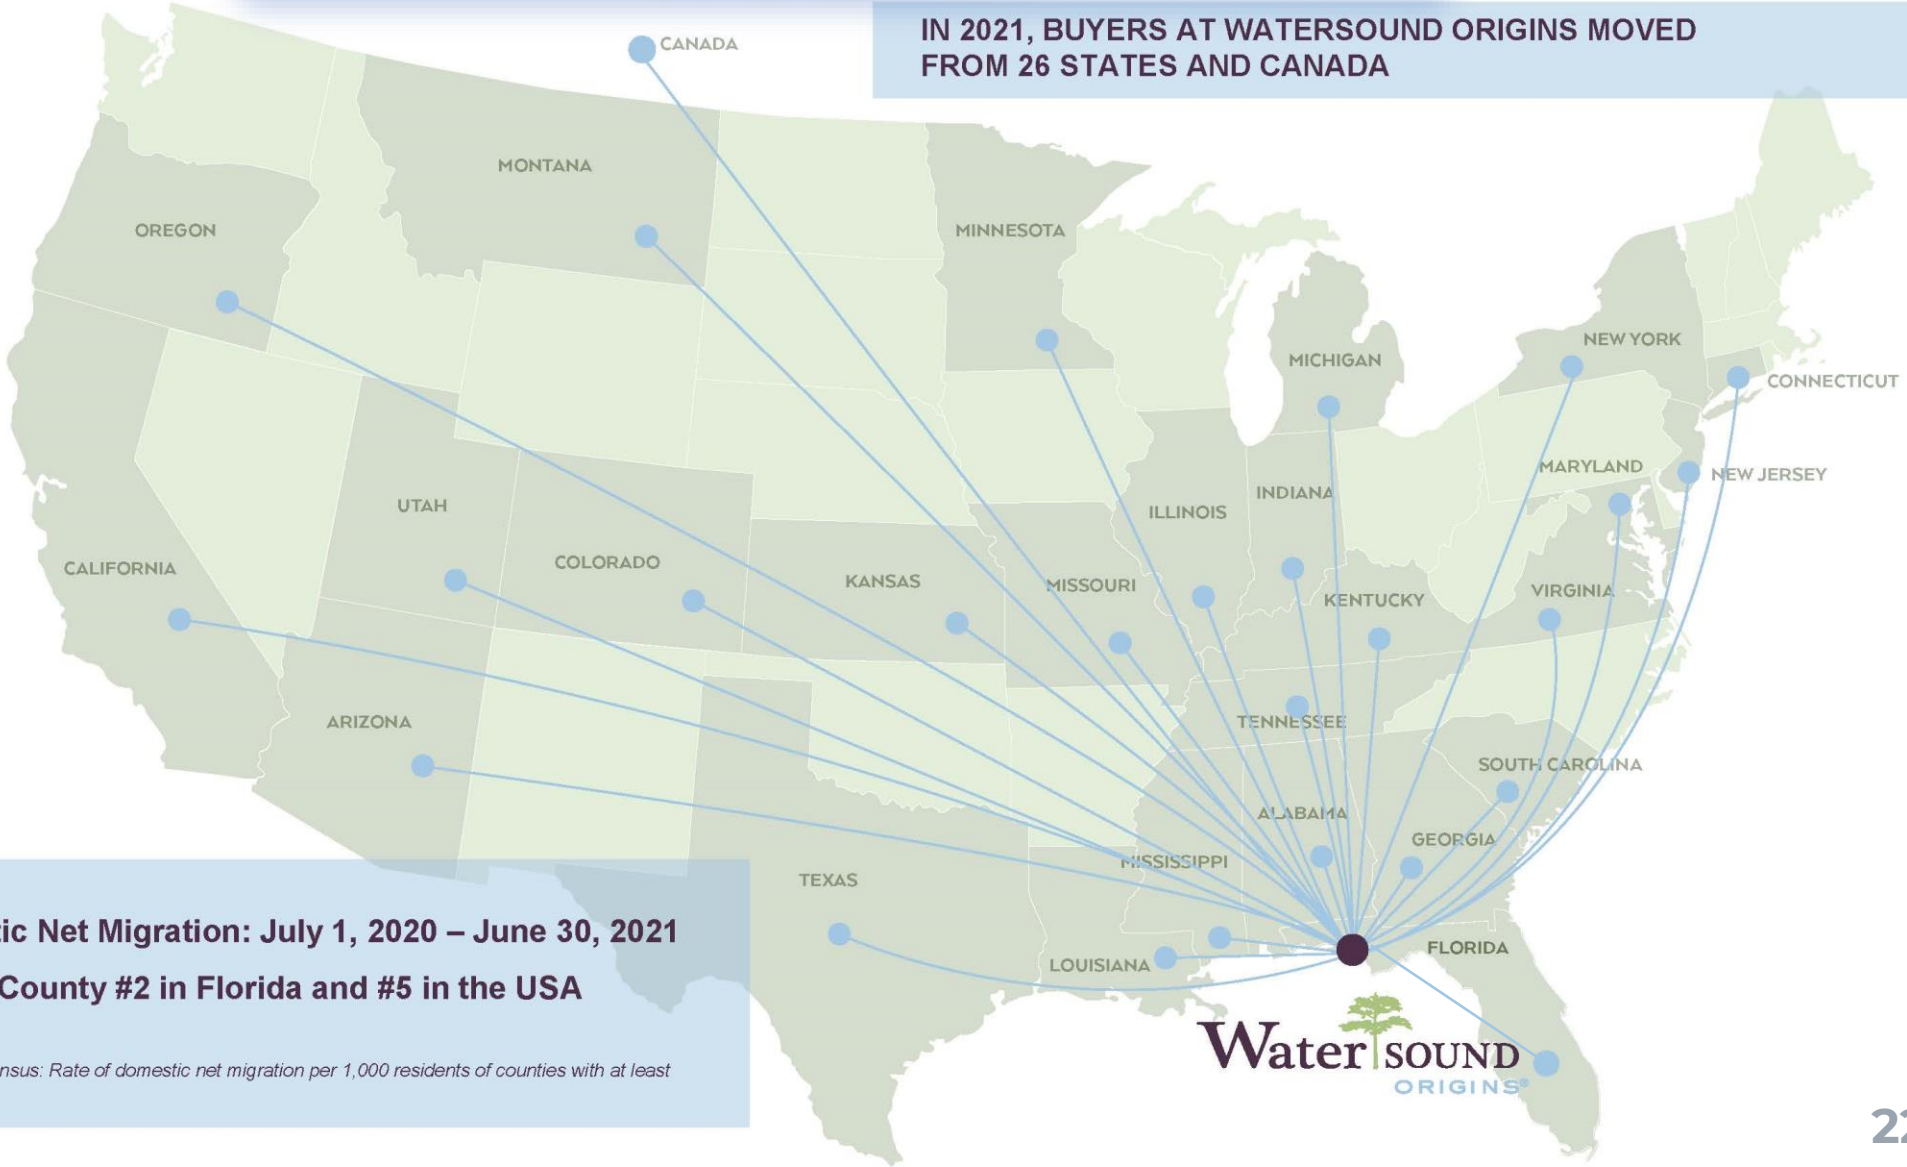 IN 2021, BUYERS AT WATERSOUND ORIGINS MOVED
FROM 26 STATES AND CANADA
CANADA
MONTANA
OREGON
MINNESOTA
NEW YORK
MICHIGAN
CONNECTICUT
MARYLAND
NEW JERSEY
INDIANA
UTAH
ILLINOIS
COLORADO
CALIFORNIA
KANSAS
MISSOURI
VIRGINIA
KENTUCKY
ARIZONA
TENNESSEE
SOUTH CAROLINA
ALABAMA
GEORGIA
MISSISSIPPI
TEXAS
tic Net Migration: July 1, 2020 – June 30, 2021
FLORIDA
LOUISIANA
County #2 in Florida and #5 in the USA
WaterSOUND
ORIGINS®
nsus: Rate of domestic net migration per 1,000 residents of counties with at least
22